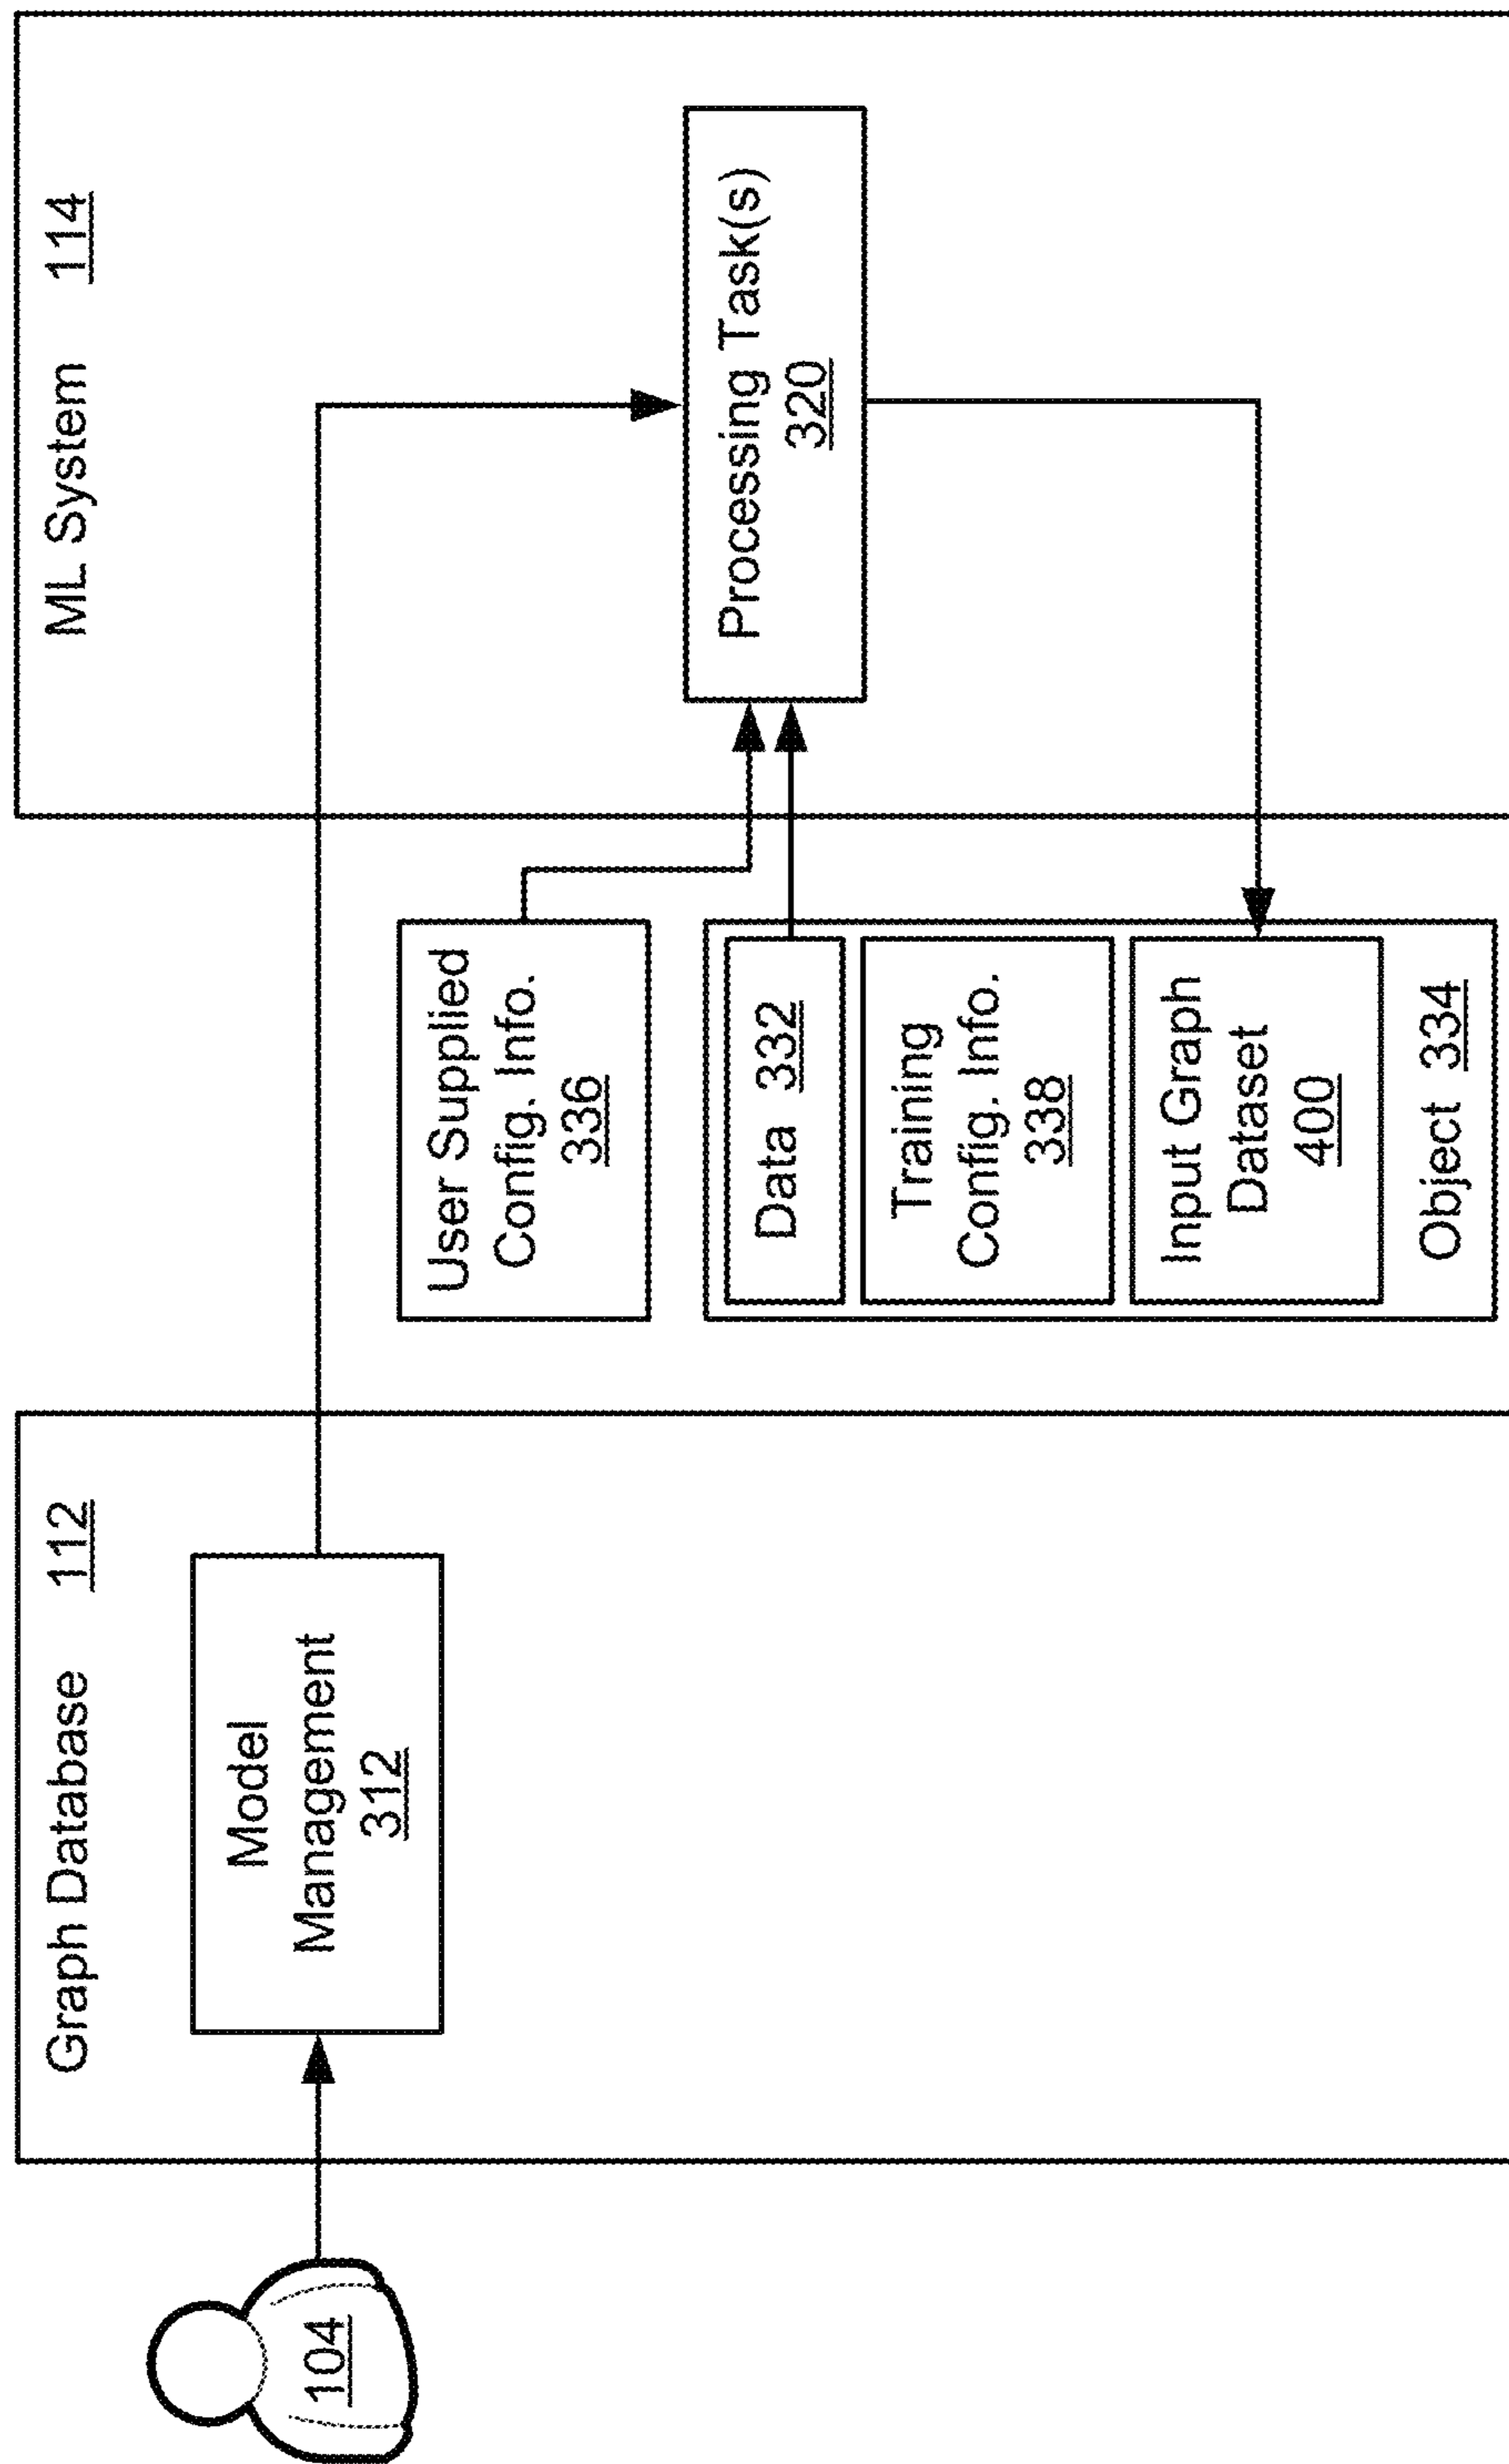 104
Graph Database 112
Model
Management
312
User Supplied
Config. Info.
336
Data 332
Training
Config. Info.
338
Input Graph
Dataset
400
Object 334
ML System 114
Processing Task(s)
320